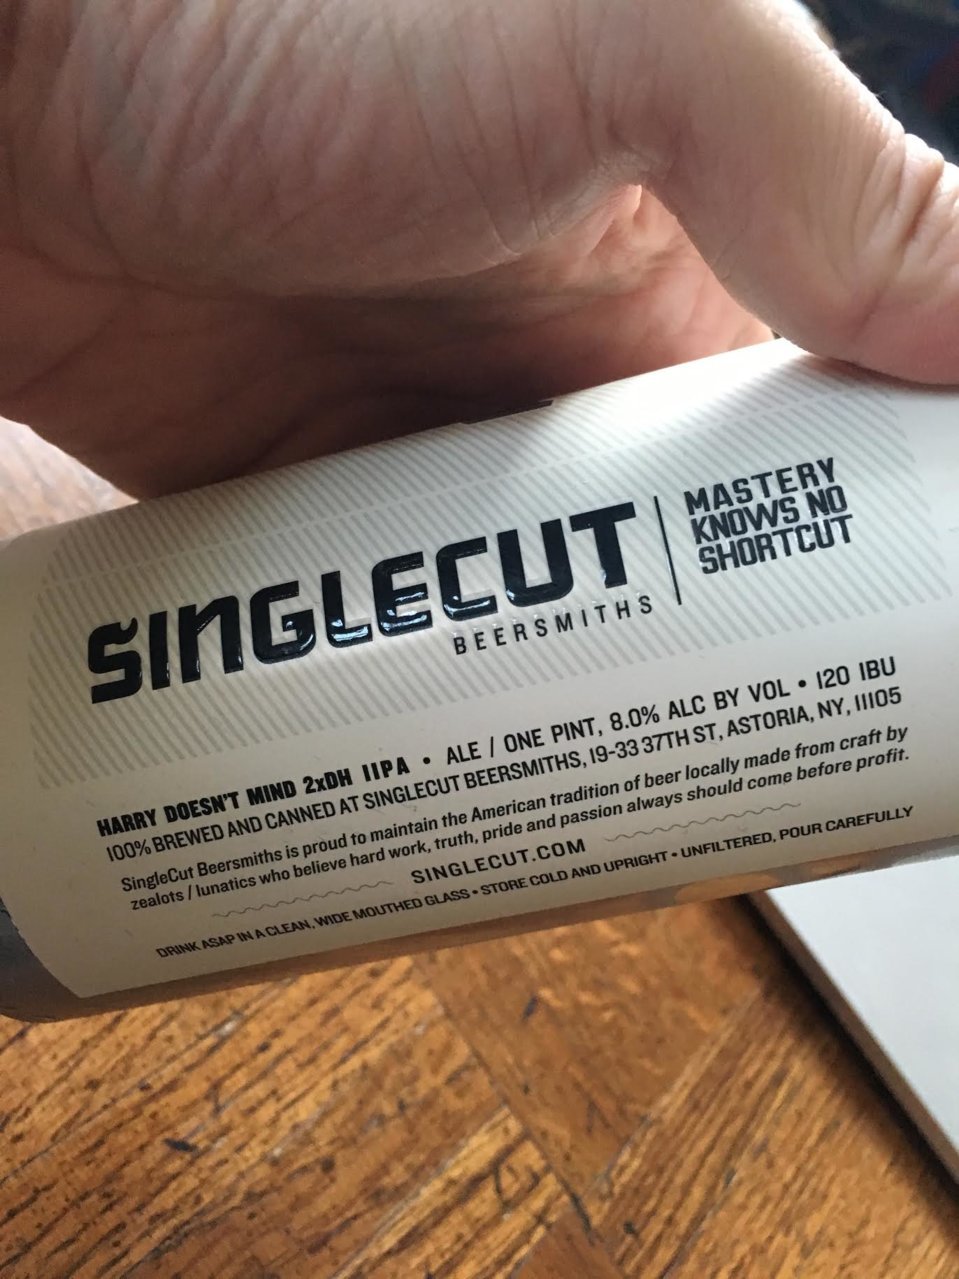 SINGLECUT
BEERSMITHS
MASTERY
KNOWS NO
SHORTCUT
HARRY DOESN'T MIND 2xDH IIPA • ALE / ONE PINT, 8.0% ALC BY VOL • 120 IBU
100% BREWED AND CANNED AT SINGLECUT BEERSMITHS, 19-33 37TH ST, ASTORIA, NY, 11105
SingleCut Beersmiths is proud to maintain the American tradition of beer locally made from craft by
zealots / lunatics who believe hard work, truth, pride and passion always should come before profit.
SINGLECUT.COM
DRINK ASAP IN A CLEAN, WIDE MOUTHED GLASS • STORE COLD AND UPRIGHT • UNFILTERED, POUR CAREFULLY